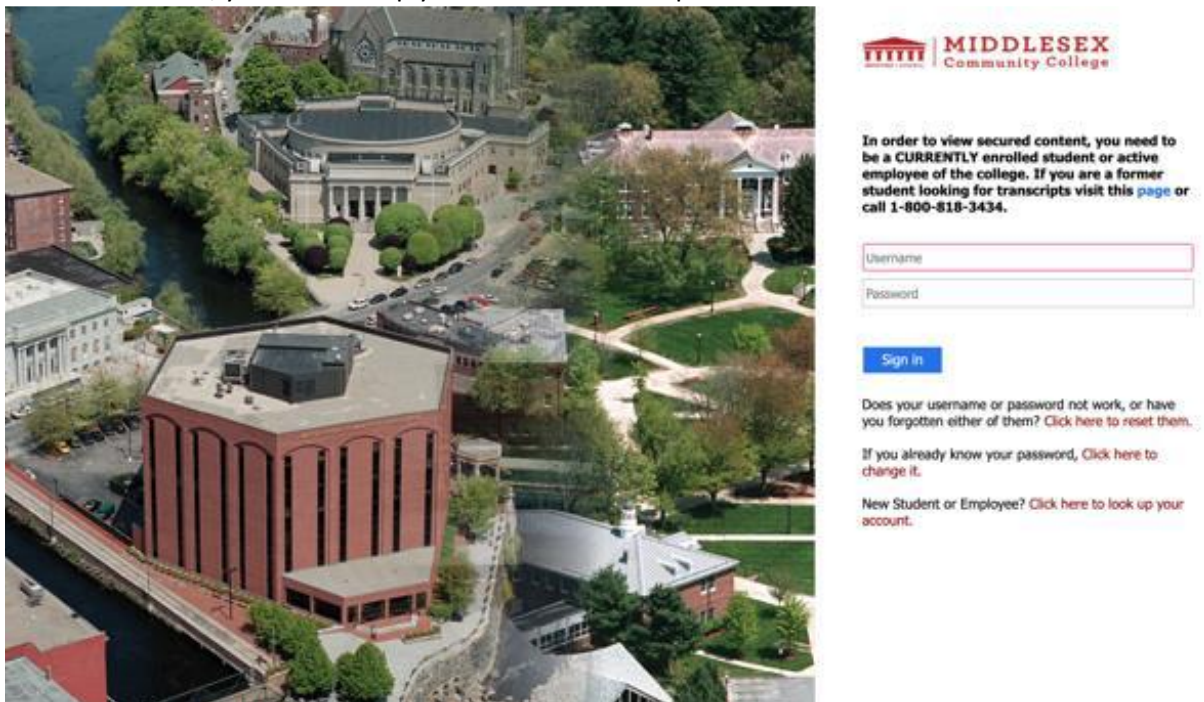 MIDDLESEX
Community College
In order to view secured content, you need to
be a CURRENTLY enrolled student or active
employee of the college. If you are a former
student looking for transcripts visit this page or
call 1-800-818-3434.
Username
Password
Sign in
Does your username or password not work, or have
you forgotten either of them? Click here to reset them.
If you already know your password, Click here to
change it.
New Student or Employee? Click here to look up your
account.